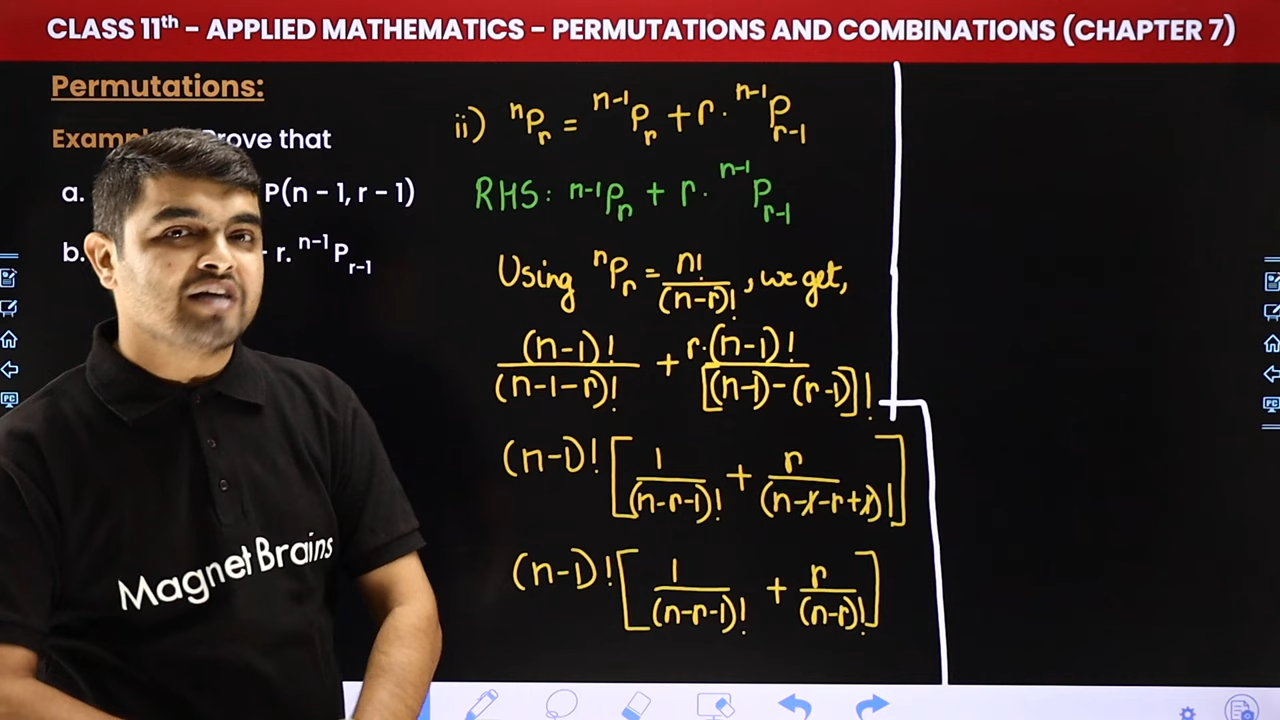 CLASS 11th - APPLIED MATHEMATICS - PERMUTATIONS AND COMBINATIONS (CHAPTER 7)
Permutations:
Prove that
a. P(n - 1, r - 1)
b. r. ⁿ⁻¹Pᵣ₋₁
ii) ⁿPᵣ = ⁿ⁻¹Pᵣ + r · ⁿ⁻¹Pᵣ₋₁
RHS: ⁿ⁻¹Pᵣ + r · ⁿ⁻¹Pᵣ₋₁
Using ⁿPᵣ = n!/(n-r)!, we get,
(n-1)!/(n-1-r)! + r·(n-1)!/[(n-1)-(r-1)]!
(n-1)! [1/(n-r-1)! + r/(n-1-r+1)!]
(n-1)! [1/(n-r-1)! + r/(n-r)!]
Magnet Brains